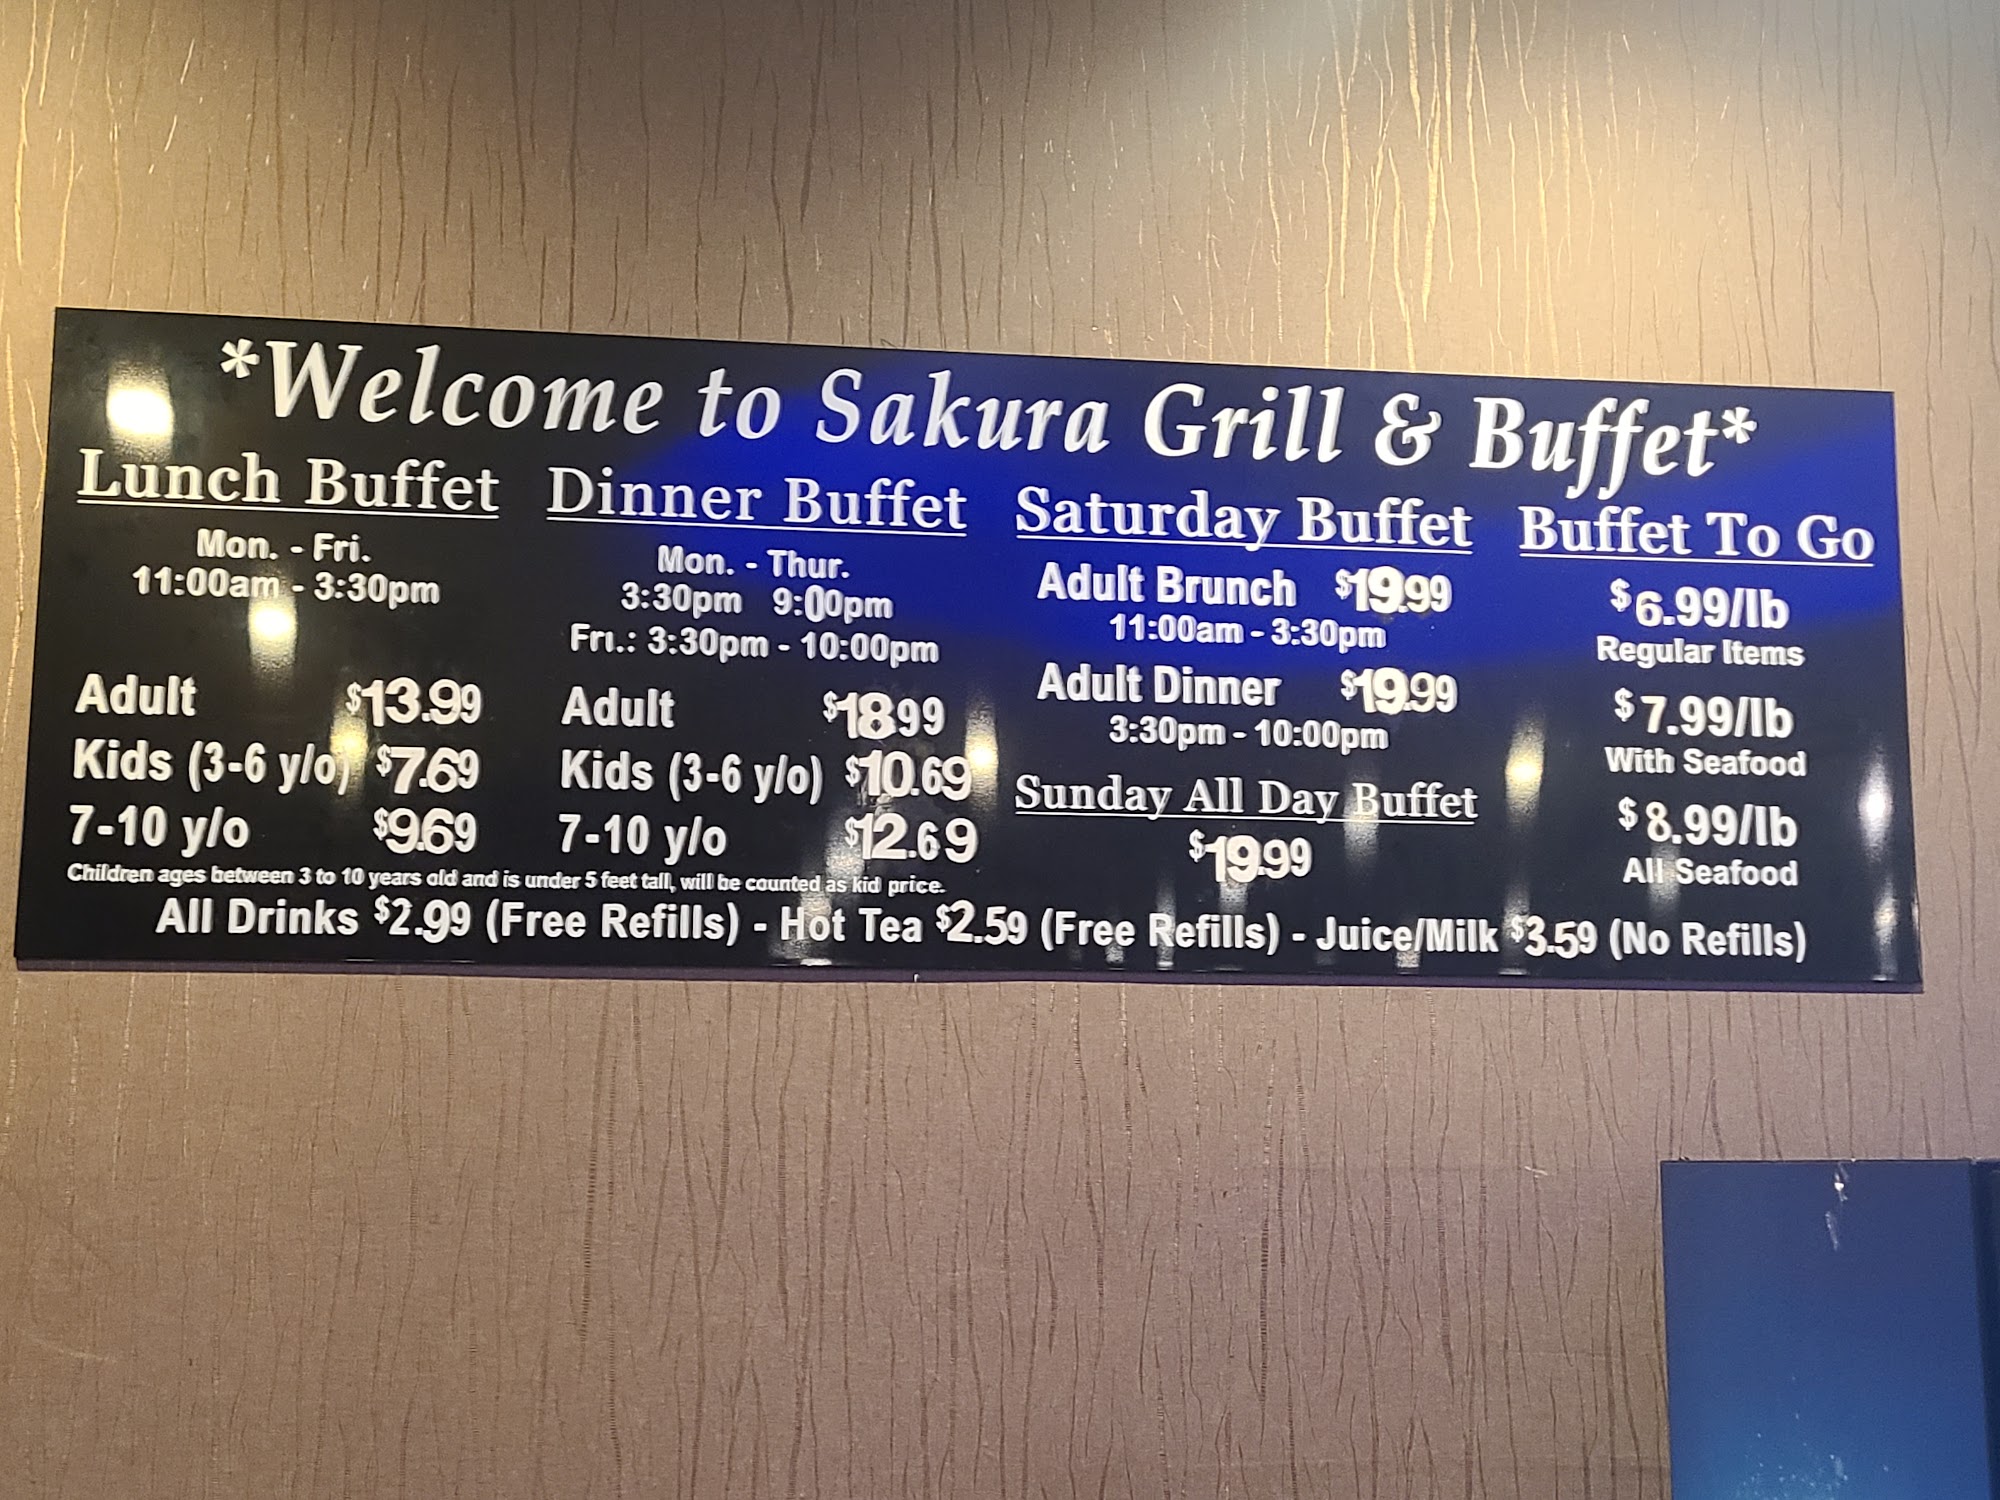 *Welcome to Sakura Grill & Buffet*
Lunch Buffet
Mon. - Fri.
11:00am - 3:30pm
Adult $13.99
Kids (3-6 y/o) $7.69
7-10 y/o $9.69
Dinner Buffet
Mon. - Thur.
3:30pm 9:00pm
Fri.: 3:30pm - 10:00pm
Adult $18.99
Kids (3-6 y/o) $10.69
7-10 y/o $12.69
Children ages between 3 to 10 years old and is under 5 feet tall, will be counted as kid price.
Saturday Buffet
Adult Brunch $19.99
11:00am - 3:30pm
Adult Dinner $19.99
3:30pm - 10:00pm
Sunday All Day Buffet
$19.99
Buffet To Go
$6.99/lb
Regular Items
$7.99/lb
With Seafood
$8.99/lb
All Seafood
All Drinks $2.99 (Free Refills) - Hot Tea $2.59 (Free Refills) - Juice/Milk $3.59 (No Refills)